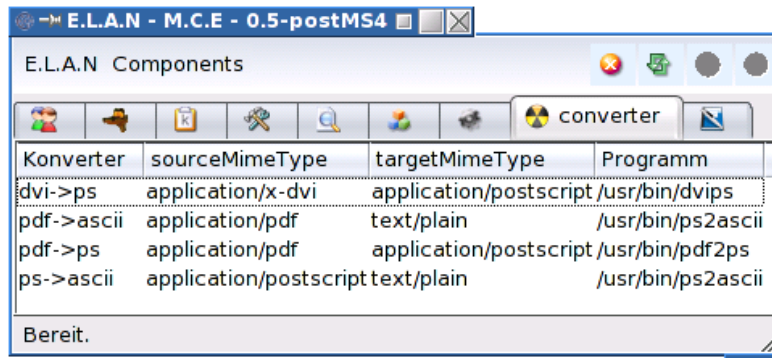 E.L.A.N - M.C.E - 0.5-postMS4
E.L.A.N Components
converter
Konverter sourceMimeType targetMimeType Programm
dvi->ps application/x-dvi application/postscript /usr/bin/dvips
pdf->ascii application/pdf text/plain /usr/bin/ps2ascii
pdf->ps application/pdf application/postscript /usr/bin/pdf2ps
ps->ascii application/postscript text/plain /usr/bin/ps2ascii
Bereit.